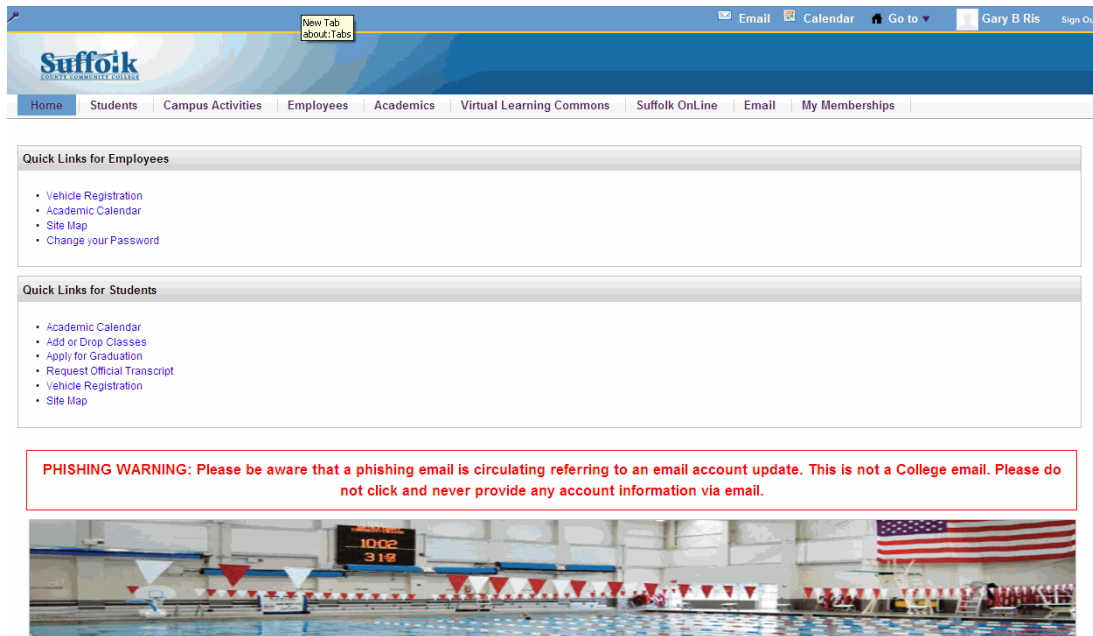 New Tab
about:Tabs
Email Calendar Go to Gary B Ris Sign Ou
Suffolk
COUNTY COMMUNITY COLLEGE
Home Students Campus Activities Employees Academics Virtual Learning Commons Suffolk OnLine Email My Memberships
Quick Links for Employees
• Vehicle Registration
• Academic Calendar
• Site Map
• Change your Password
Quick Links for Students
• Academic Calendar
• Add or Drop Classes
• Apply for Graduation
• Request Official Transcript
• Vehicle Registration
• Site Map
PHISHING WARNING: Please be aware that a phishing email is circulating referring to an email account update. This is not a College email. Please do
not click and never provide any account information via email.
10:02